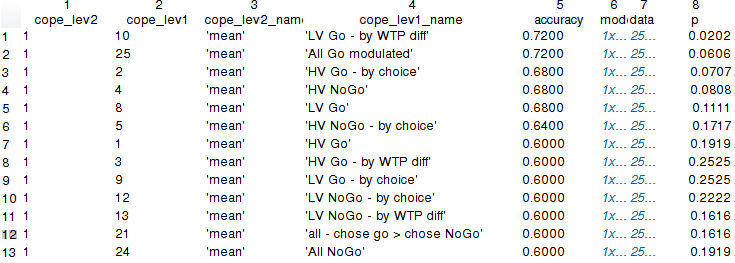 1 2 3 4 5 6 7 8
cope_lev2 cope_lev1 cope_lev2_name cope_lev1_name accuracy mode data p
1 1 10 'mean' 'LV Go - by WTP diff' 0.7200 1x... 25... 0.0202
2 1 25 'mean' 'All Go modulated' 0.7200 1x... 25... 0.0606
3 1 2 'mean' 'HV Go - by choice' 0.6800 1x... 25... 0.0707
4 1 4 'mean' 'HV NoGo' 0.6800 1x... 25... 0.0808
5 1 8 'mean' 'LV Go' 0.6800 1x... 25... 0.1111
6 1 5 'mean' 'HV NoGo - by choice' 0.6400 1x... 25... 0.1717
7 1 1 'mean' 'HV Go' 0.6000 1x... 25... 0.1919
8 1 3 'mean' 'HV Go - by WTP diff' 0.6000 1x... 25... 0.2525
9 1 9 'mean' 'LV Go - by choice' 0.6000 1x... 25... 0.2525
10 1 12 'mean' 'LV NoGo - by choice' 0.6000 1x... 25... 0.2222
11 1 13 'mean' 'LV NoGo - by WTP diff' 0.6000 1x... 25... 0.1616
12 1 21 'mean' 'all - chose go > chose NoGo' 0.6000 1x... 25... 0.1616
13 1 24 'mean' 'All NoGo' 0.6000 1x... 25... 0.1919